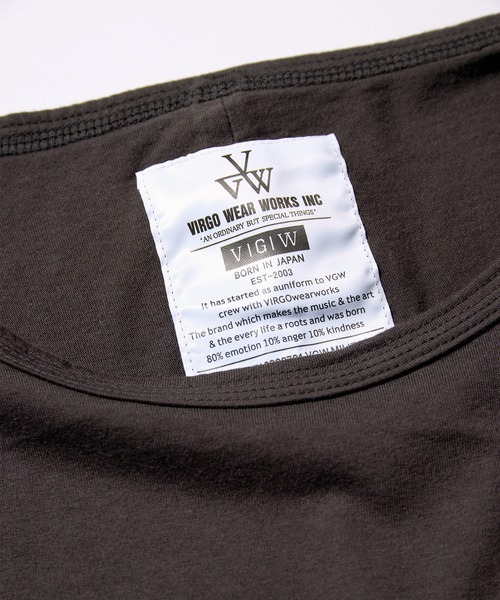 V
VW
VIRGO WEAR WORKS INC
"AN ORDINARY BUT SPECIAL THINGS"
V|G|W
BORN IN JAPAN
EST-2003
It has started as auniform to VGW
crew with VIRGOwearworks
The brand which makes the music & the art
& the every life a roots and was born
80% emotion 10% anger 10% kindness